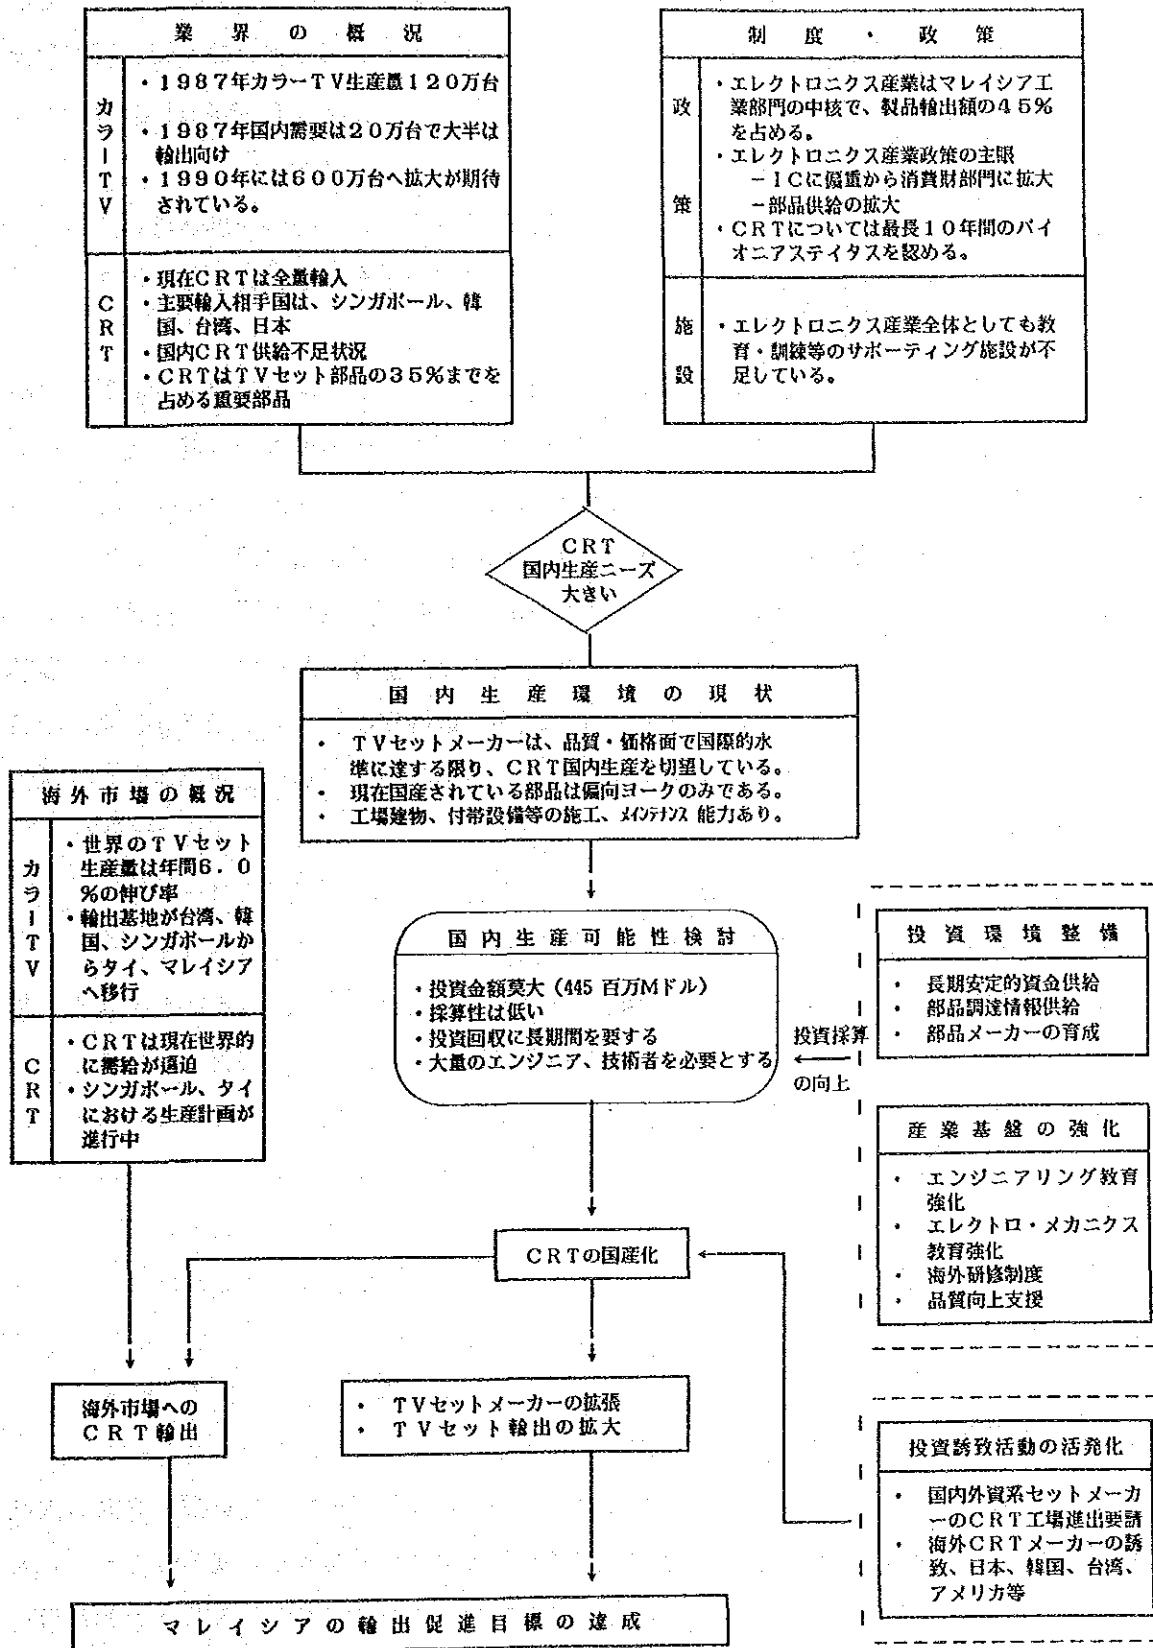 業界の概況
カラーTV
・1987年カラーTV生産量120万台
・1987年国内需要は20万台で大半は
輸出向け
・1990年には600万台へ拡大が期待
されている。
CRT
・現在CRTは全量輸入
・主要輸入相手国は、シンガポール、韓
国、台湾、日本
・国内CRT供給不足状況
・CRTはTVセット部品の35%までを
占める重要部品
制度・政策
政策
・エレクトロニクス産業はマレイシア工
業部門の中核で、製品輸出額の45%
を占める。
・エレクトロニクス産業政策の主眼
－ICに偏重から消費財部門に拡大
－部品供給の拡大
・CRTについては最長10年間のパイ
オニアステイタスを認める。
施設
・エレクトロニクス産業全体としても教
育・訓練等のサポーティング施設が不
足している。
CRT
国内生産ニーズ
大きい
国内生産環境の現状
・TVセットメーカーは、品質・価格面で国際的水
準に達する限り、CRT国内生産を切望している。
・現在国産されている部品は偏向ヨークのみである。
・工場建物、付帯設備等の施工、メインテナンス能力あり。
海外市場の概況
カラーTV
・世界のTVセット
生産量は年間6.0
%の伸び率
・輸出基地が台湾、韓
国、シンガポールか
らタイ、マレイシア
へ移行
CRT
・CRTは現在世界的
に需給が逼迫
・シンガポール、タイ
における生産計画が
進行中
国内生産可能性検討
・投資金額莫大(445百万Mドル)
・採算性は低い
・投資回収に長期間を要する
・大量のエンジニア、技術者を必要とする
投資採算
の向上
投資環境整備
・長期安定的資金供給
・部品調達情報供給
・部品メーカーの育成
産業基盤の強化
・エンジニアリング教育
強化
・エレクトロ・メカニクス
教育強化
・海外研修制度
・品質向上支援
CRTの国産化
海外市場への
CRT輸出
・TVセットメーカーの拡張
・TVセット輸出の拡大
投資誘致活動の活発化
・国内外資系セットメーカ
ーのCRT工場進出要請
・海外CRTメーカーの誘
致、日本、韓国、台湾、
アメリカ等
マレイシアの輸出促進目標の達成